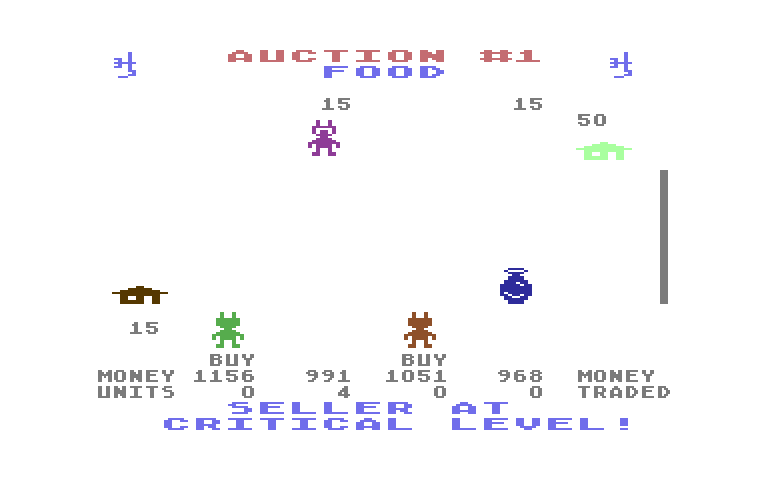 AUCTION #1
FOOD
15 15
50
15
BUY BUY
MONEY 1156 991 1051 968 MONEY
UNITS 0 4 0 0 TRADED
SELLER AT
CRITICAL LEVEL!